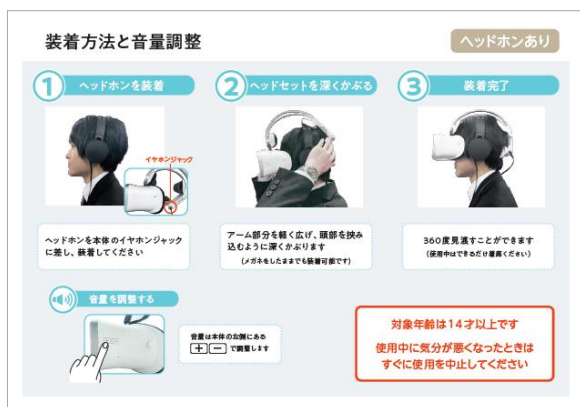 装着方法と音量調整
ヘッドホンあり
1 ヘッドホンを装着
イヤホンジャック
ヘッドホンを本体のイヤホンジャック
に差し、装着してください
2 ヘッドセットを深くかぶる
アーム部分を軽く広げ、頭部を挟み
込むように深くかぶります
(メガネをしたままでも装着可能です)
3 装着完了
360度見渡すことができます
(使用中はできるだけ着席ください)
音量を調整する
音量は本体の左側にある
+ - で調整します
対象年齢は14才以上です
使用中に気分が悪くなったときは
すぐに使用を中止してください